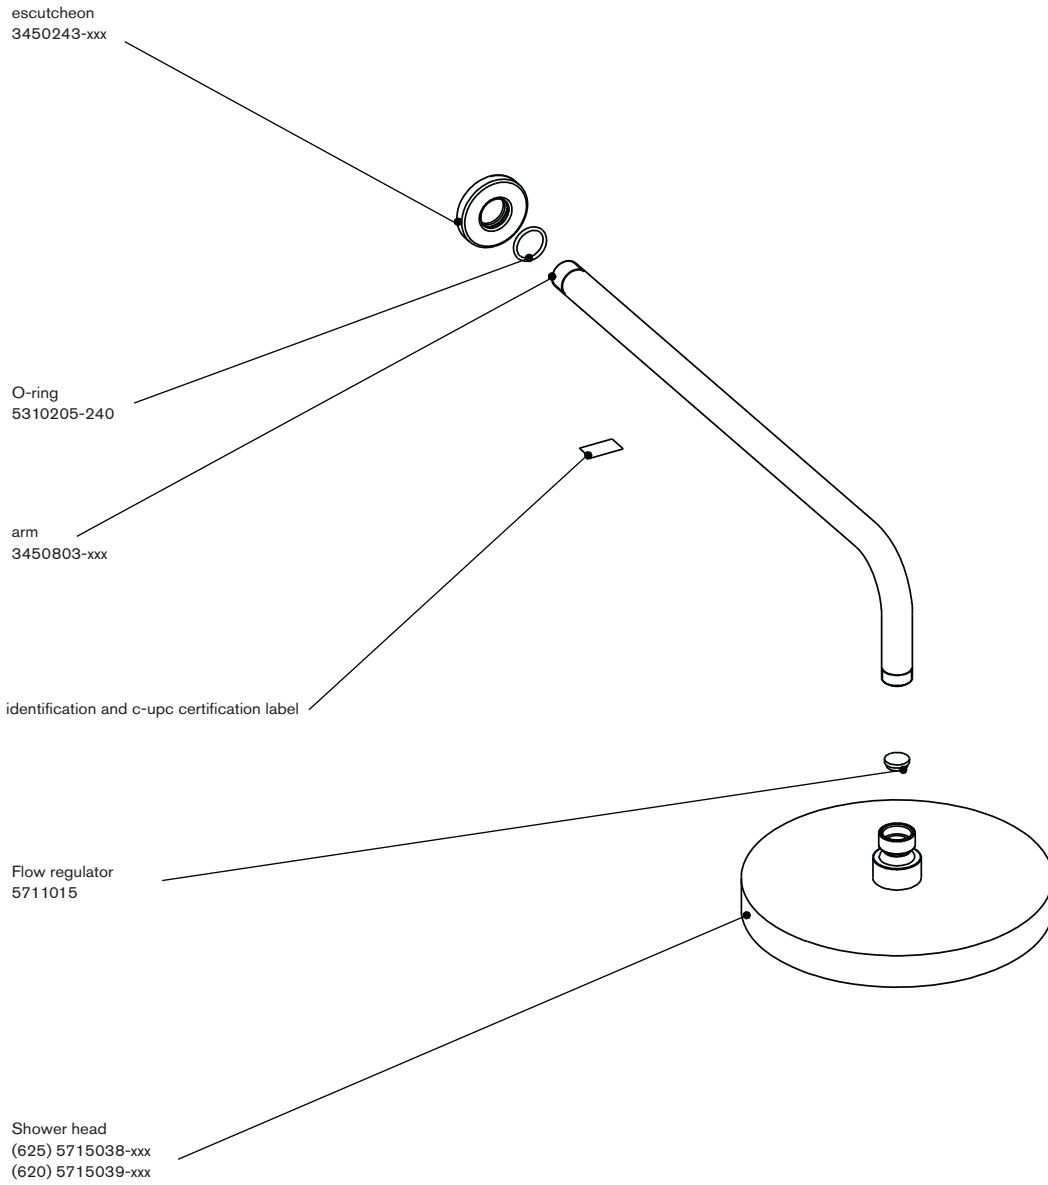 escutcheon
3450243-xxx
O-ring
5310205-240
arm
3450803-xxx
identification and c-upc certification label
Flow regulator
5711015
Shower head
(625) 5715038-xxx
(620) 5715039-xxx